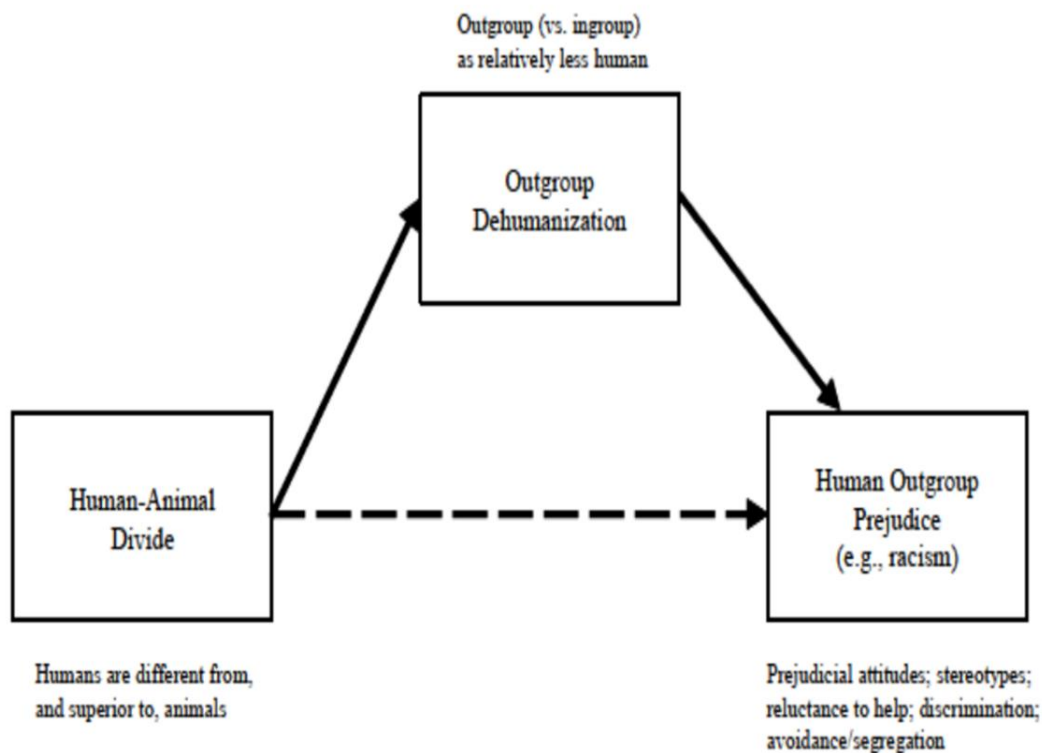 Outgroup (vs. ingroup)
as relatively less human
Outgroup
Dehumanization
Human-Animal
Divide
Human Outgroup
Prejudice
(e.g., racism)
Humans are different from,
and superior to, animals
Prejudicial attitudes; stereotypes;
reluctance to help; discrimination;
avoidance/segregation